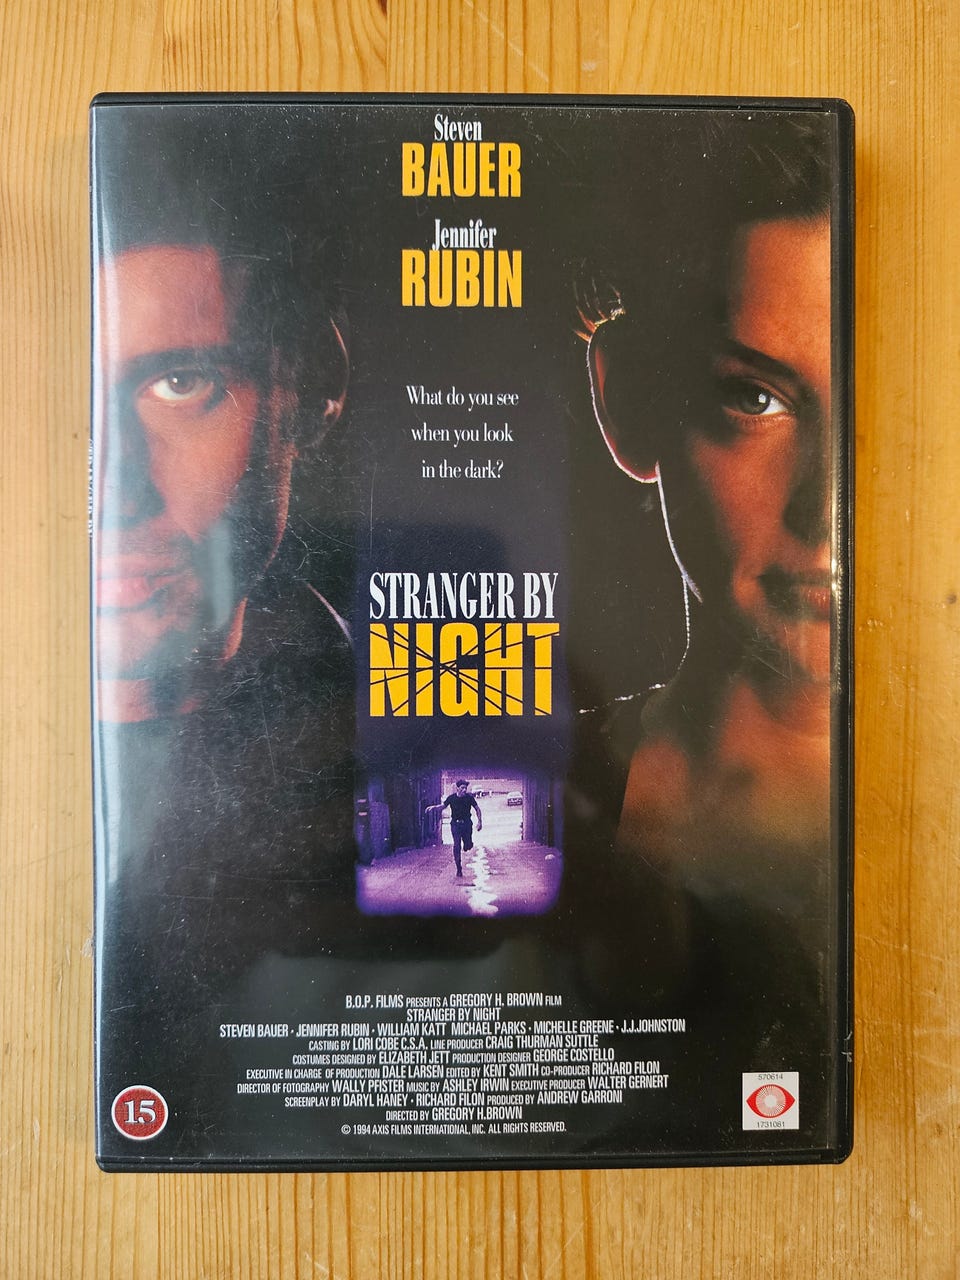 Steven
BAUER
Jennifer
RUBIN
What do you see
when you look
in the dark?
STRANGER BY
NIGHT
B.O.P. FILMS PRESENTS A GREGORY H. BROWN FILM
STRANGER BY NIGHT
STEVEN BAUER · JENNIFER RUBIN · WILLIAM KATT MICHAEL PARKS · MICHELLE GREENE · J.J.JOHNSTON
CASTING BY LORI COBE C.S.A. LINE PRODUCER CRAIG THURMAN SUTTLE
COSTUMES DESIGNED BY ELIZABETH JETT PRODUCTION DESIGNER GEORGE COSTELLO
EXECUTIVE IN CHARGE OF PRODUCTION DALE LARSEN EDITED BY KENT SMITH CO-PRODUCER RICHARD FILON
DIRECTOR OF FOTOGRAPHY WALLY PFISTER MUSIC BY ASHLEY IRWIN EXECUTIVE PRODUCER WALTER GERNERT
SCREENPLAY BY DARYL HANEY · RICHARD FILON PRODUCED BY ANDREW GARRONI
DIRECTED BY GREGORY H.BROWN
© 1994 AXIS FILMS INTERNATIONAL, INC. ALL RIGHTS RESERVED.
15
570614
1731081